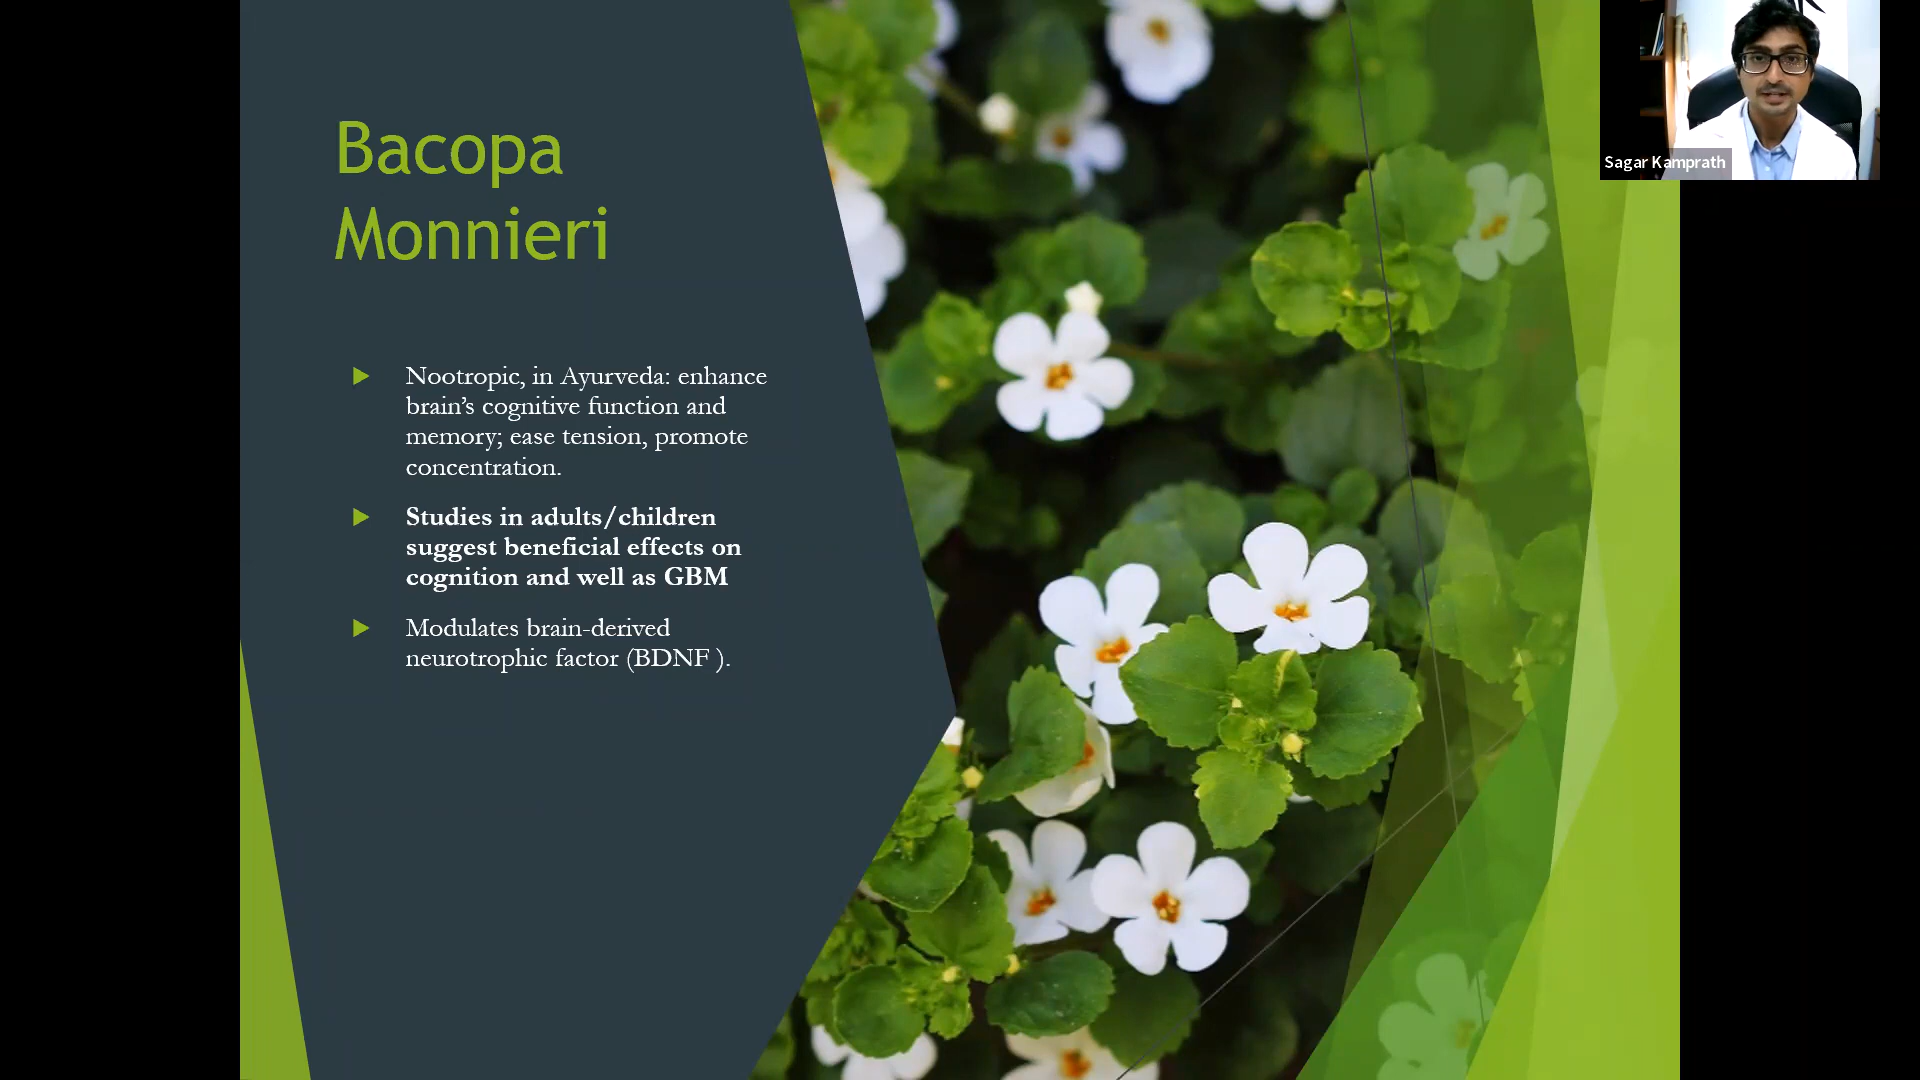 Bacopa
Monnieri
Nootropic, in Ayurveda: enhance
brain’s cognitive function and
memory; ease tension, promote
concentration.
Studies in adults/children
suggest beneficial effects on
cognition and well as GBM
Modulates brain-derived
neurotrophic factor (BDNF ).
Sagar Kamprath